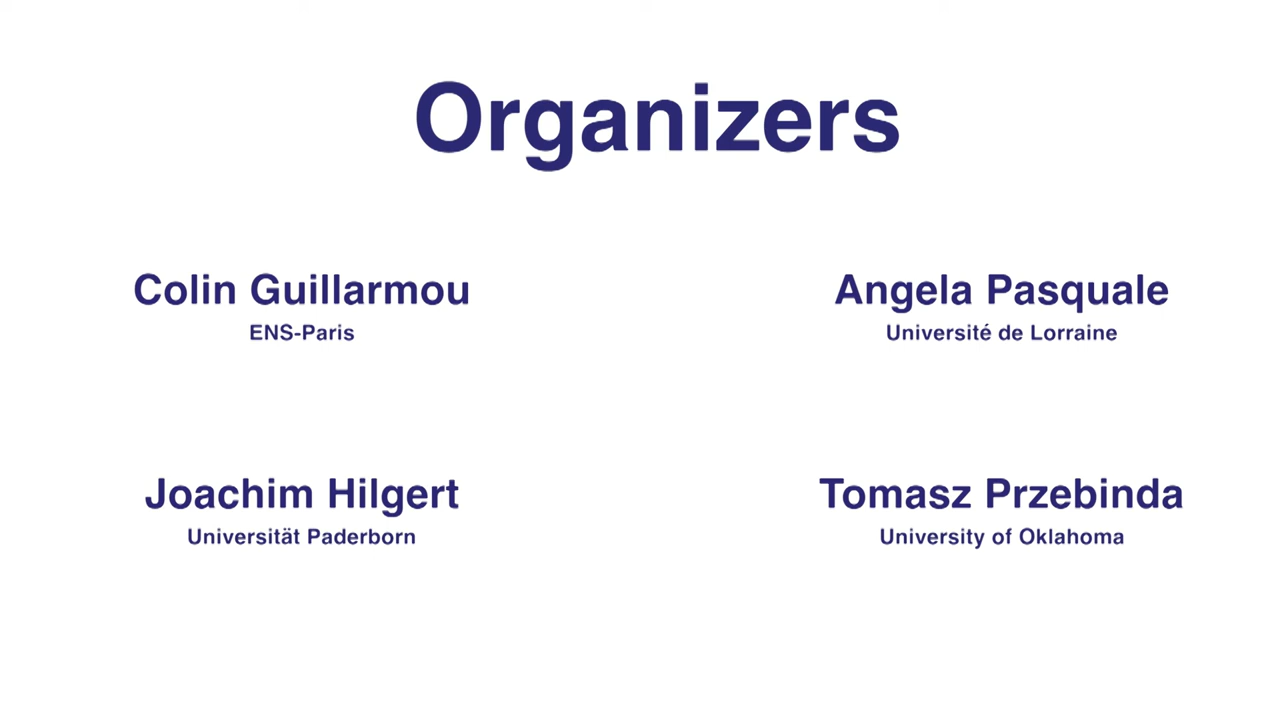 Organizers
Colin Guillarmou
ENS-Paris
Angela Pasquale
Université de Lorraine
Joachim Hilgert
Universität Paderborn
Tomasz Przebinda
University of Oklahoma